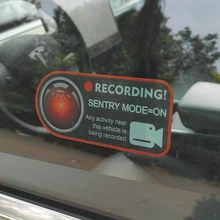 RECORDING!
SENTRY MODE=ON
Any activity near
this vehicle is
being recorded